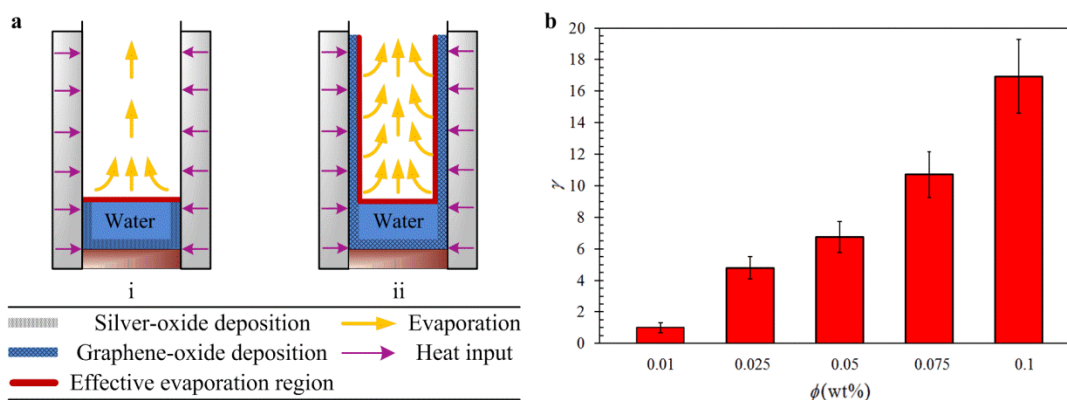 a
Water
Water
i
ii
Silver-oxide deposition
Evaporation
Graphene-oxide deposition
Heat input
Effective evaporation region
b
20
18
16
14
12
10
8
6
4
2
0
γ
0.01 0.025 0.05 0.075 0.1
ϕ(wt%)